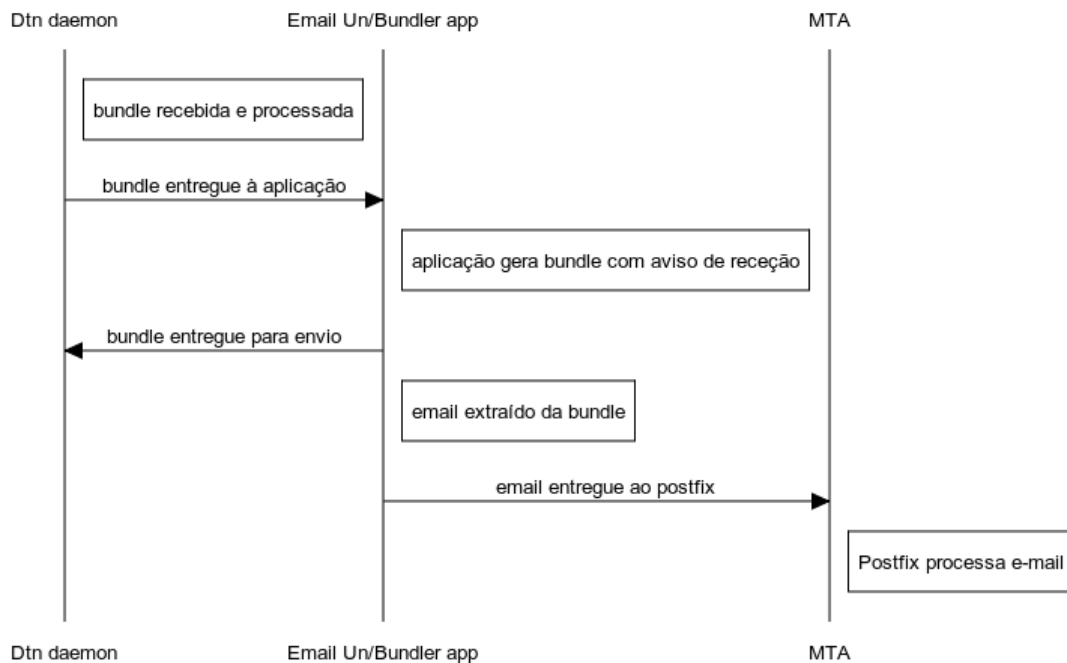 Dtn daemon Email Un/Bundler app MTA
bundle recebida e processada
bundle entregue à aplicação
aplicação gera bundle com aviso de receção
bundle entregue para envio
email extraído da bundle
email entregue ao postfix
Postfix processa e-mail
Dtn daemon Email Un/Bundler app MTA